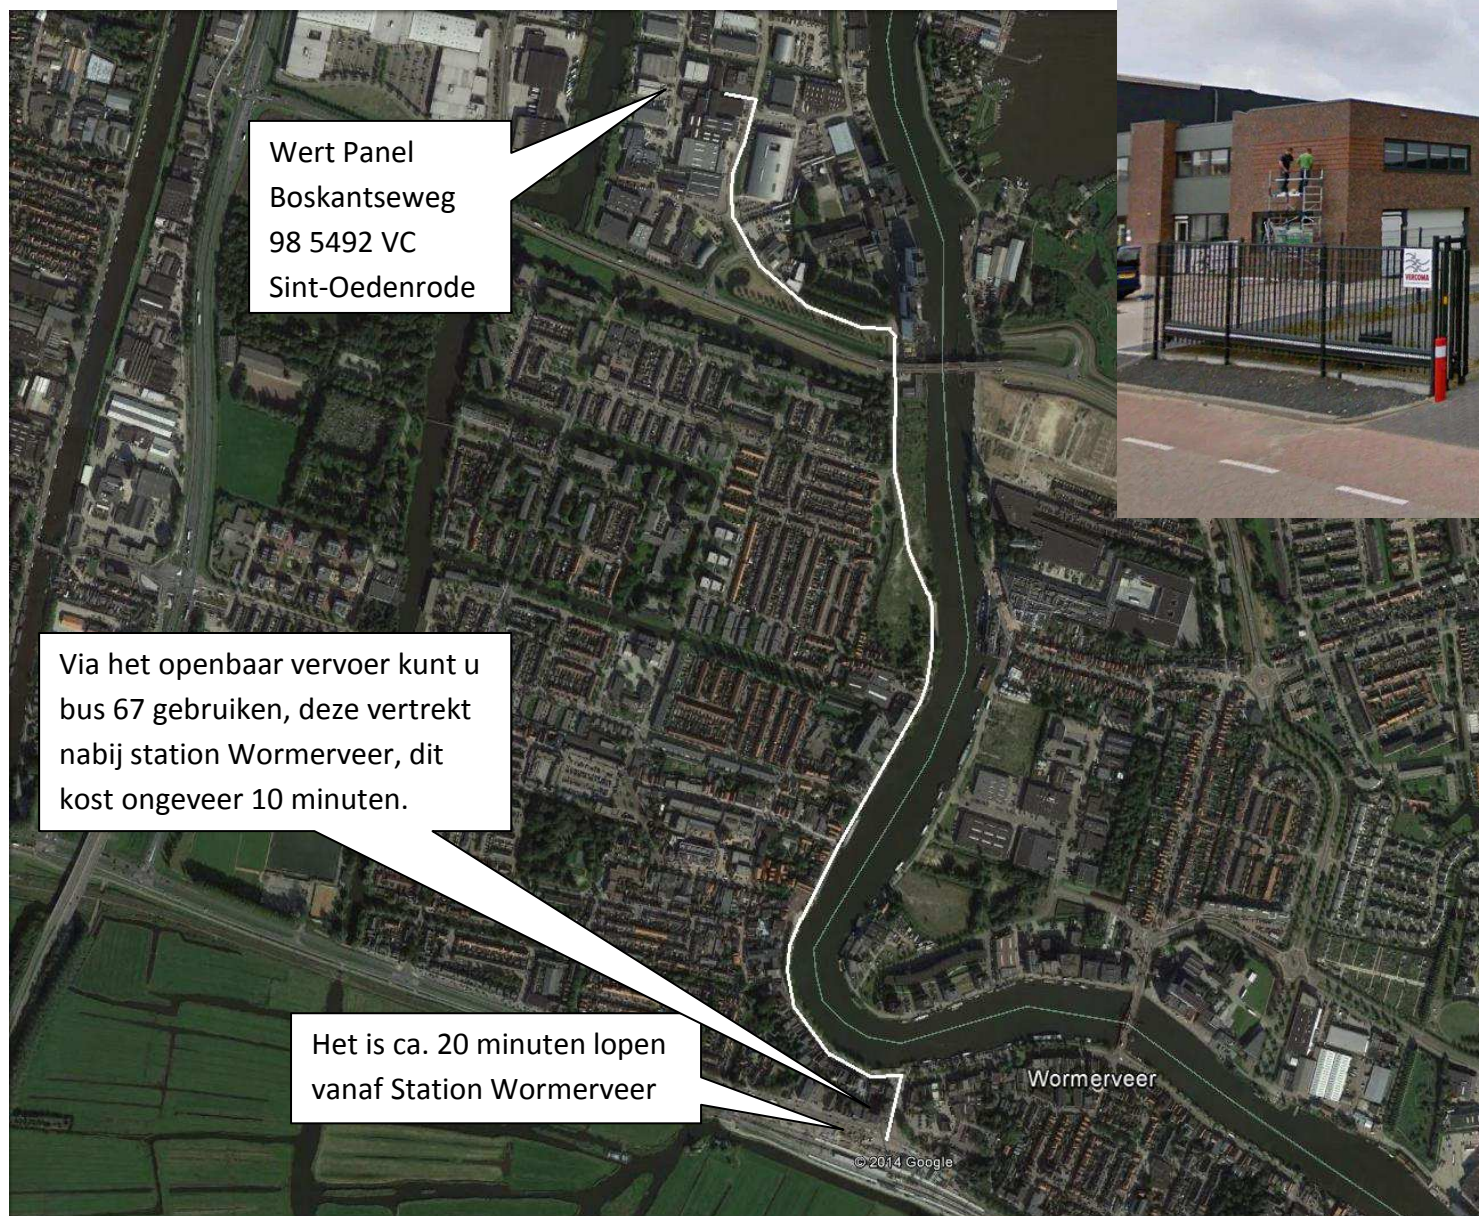 Wert Panel
Boskantseweg
98 5492 VC
Sint-Oedenrode
VERCOMA
Via het openbaar vervoer kunt u
bus 67 gebruiken, deze vertrekt
nabij station Wormerveer, dit
kost ongeveer 10 minuten.
Het is ca. 20 minuten lopen
vanaf Station Wormerveer
Wormerveer
© 2014 Google